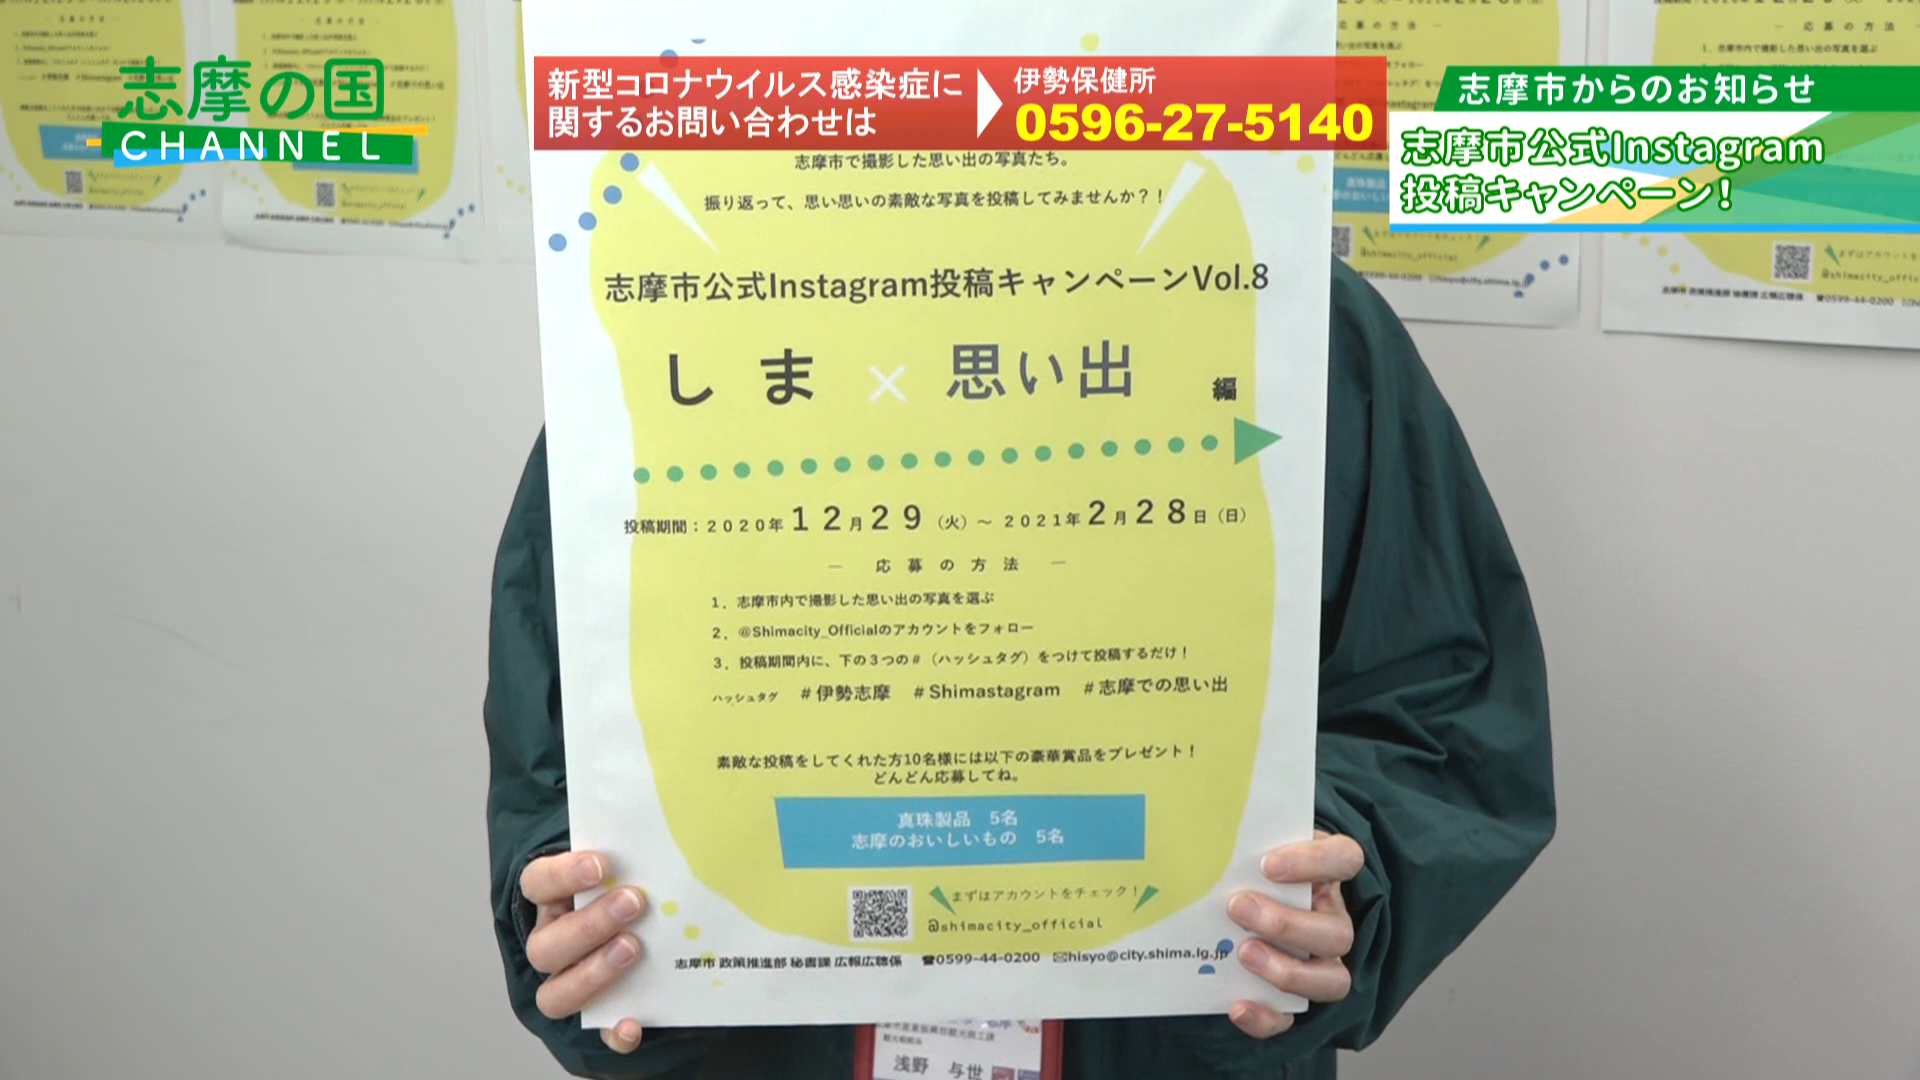 志摩の国
CHANNEL
新型コロナウイルス感染症に
関するお問い合わせは
伊勢保健所
0596-27-5140
志摩市からのお知らせ
志摩市公式Instagram
投稿キャンペーン!
志摩市で撮影した思い出の写真たち。
振り返って、思い思いの素敵な写真を投稿してみませんか?!
志摩市公式Instagram投稿キャンペーンVol.8
しま×思い出 編
投稿期間:2020年12月29(火)~2021年2月28日(日)
― 応募の方法 ―
1. 志摩市内で撮影した思い出の写真を選ぶ
2. @Shimacity_Officialのアカウントをフォロー
3. 投稿期間内に、下の3つの#(ハッシュタグ)をつけて投稿するだけ!
ハッシュタグ #伊勢志摩 #Shimastagram #志摩での思い出
素敵な投稿をしてくれた方10名様には以下の豪華賞品をプレゼント!
どんどん応募してね。
真珠製品 5名
志摩のおいしいもの 5名
まずはアカウントをチェック!
@shimacity_official
志摩市 政策推進部 秘書課 広報広聴係 ☎0599-44-0200 ✉hisyo@city.shima.lg.jp
浅野 与世